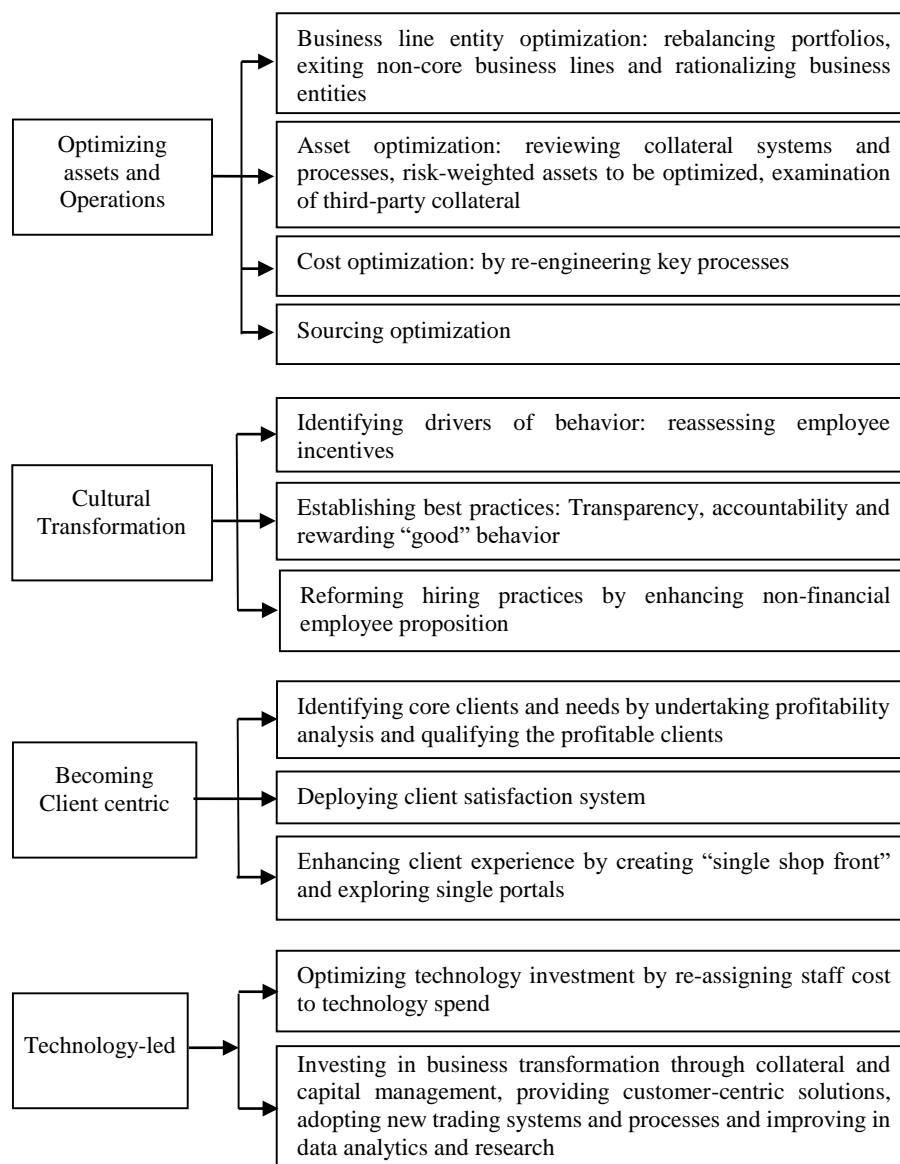 Business line entity optimization: rebalancing portfolios,
exiting non-core business lines and rationalizing business
entities
Optimizing
assets and
Operations
Asset optimization: reviewing collateral systems and
processes, risk-weighted assets to be optimized, examination
of third-party collateral
Cost optimization: by re-engineering key processes
Sourcing optimization
Cultural
Transformation
Identifying drivers of behavior: reassessing employee
incentives
Establishing best practices: Transparency, accountability and
rewarding “good” behavior
Reforming hiring practices by enhancing non-financial
employee proposition
Becoming
Client centric
Identifying core clients and needs by undertaking profitability
analysis and qualifying the profitable clients
Deploying client satisfaction system
Enhancing client experience by creating “single shop front”
and exploring single portals
Technology-led
Optimizing technology investment by re-assigning staff cost
to technology spend
Investing in business transformation through collateral and
capital management, providing customer-centric solutions,
adopting new trading systems and processes and improving in
data analytics and research